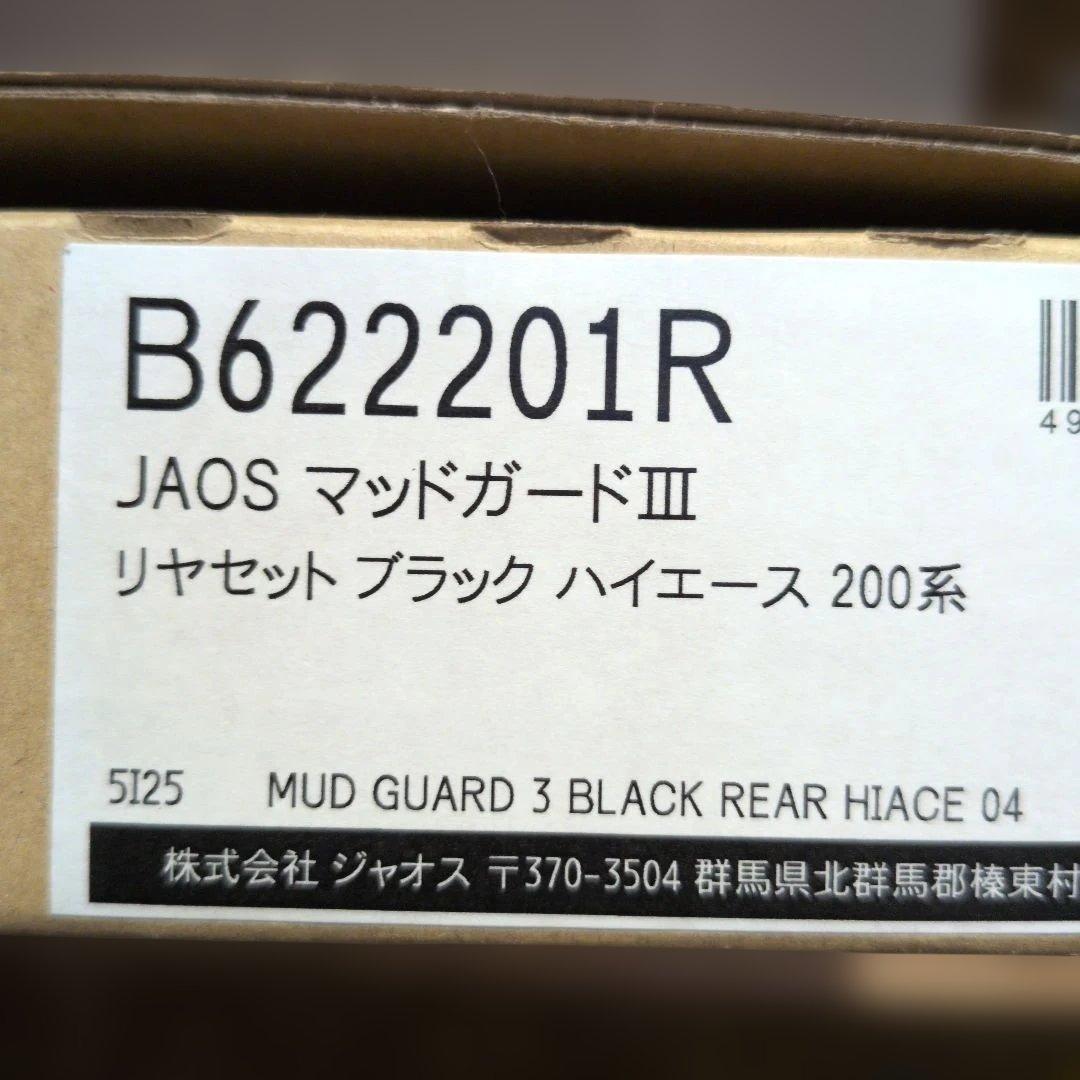 B622201R
49
JAOS マッドガードⅢ
リヤセット ブラック ハイエース 200系
5I25 MUD GUARD 3 BLACK REAR HIACE 04
株式会社 ジャオス 〒370-3504 群馬県北群馬郡榛東村